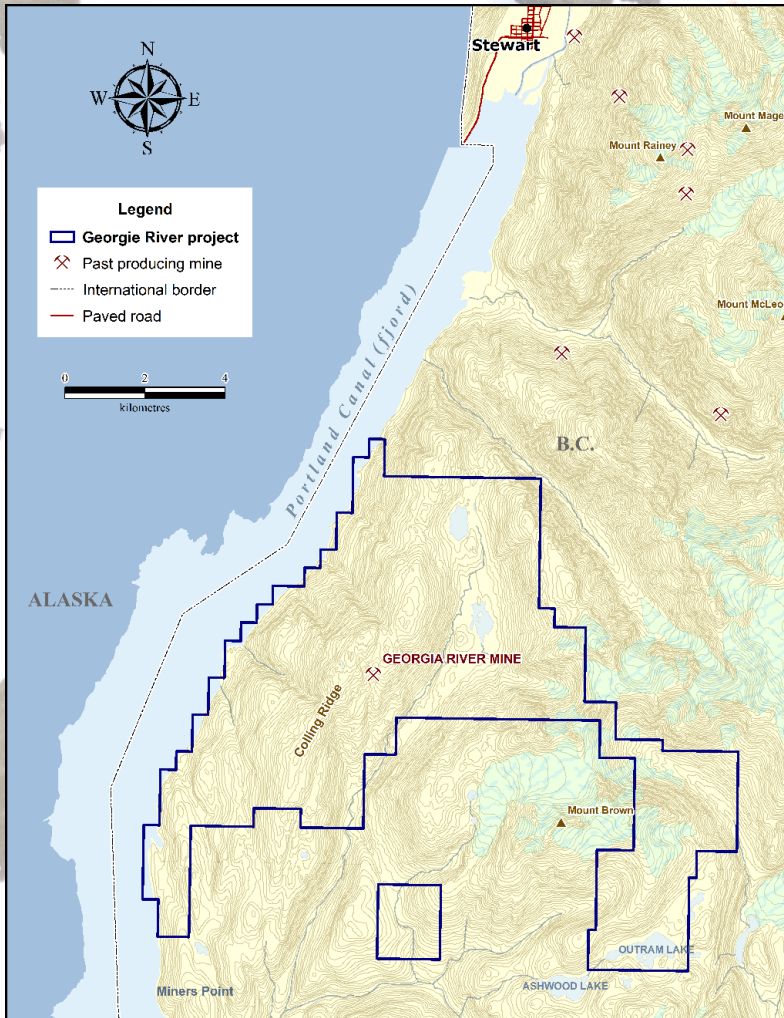 Stewart
N
W E
S
Mount Mage
Mount Rainey
Legend
Georgie River project
Past producing mine
International border
Paved road
Mount McLeo
0 2 4
kilometres
Portland Canal (fjord)
B.C.
ALASKA
GEORGIA RIVER MINE
Colling Ridge
Mount Brown
OUTRAM LAKE
ASHWOOD LAKE
Miners Point